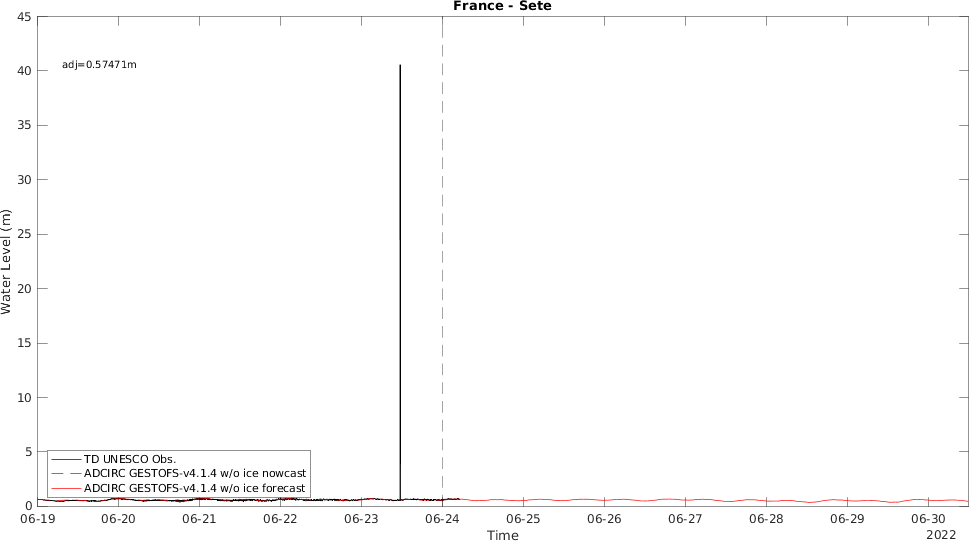 France - Sete
45
adj=0.57471m
40
35
30
25
20
15
10
5
0
Water Level (m)
TD UNESCO Obs.
ADCIRC GESTOFS-v4.1.4 w/o ice nowcast
ADCIRC GESTOFS-v4.1.4 w/o ice forecast
06-19 06-20 06-21 06-22 06-23 06-24 06-25 06-26 06-27 06-28 06-29 06-30
2022
Time